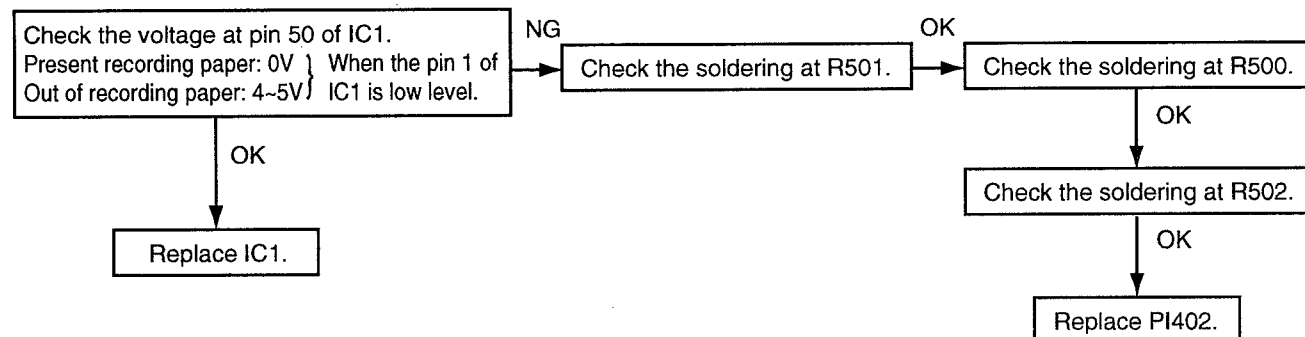 Check the voltage at pin 50 of IC1.
Present recording paper: 0V } When the pin 1 of
Out of recording paper: 4~5V } IC1 is low level.
NG
Check the soldering at R501.
OK
Check the soldering at R500.
OK
Check the soldering at R502.
OK
Replace PI402.
OK
Replace IC1.